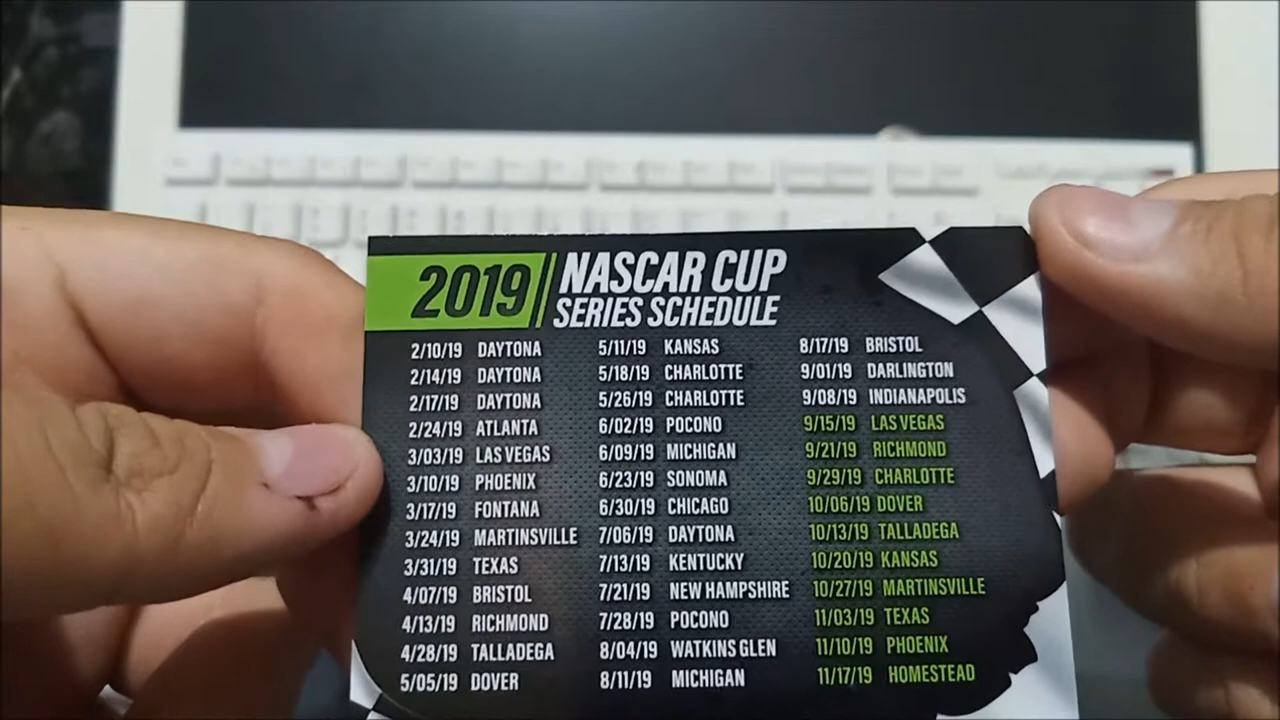 2019
NASCAR CUP
SERIES SCHEDULE
2/10/19 DAYTONA
2/14/19 DAYTONA
2/17/19 DAYTONA
2/24/19 ATLANTA
3/03/19 LAS VEGAS
3/10/19 PHOENIX
3/17/19 FONTANA
3/24/19 MARTINSVILLE
3/31/19 TEXAS
4/07/19 BRISTOL
4/13/19 RICHMOND
4/28/19 TALLADEGA
5/05/19 DOVER
5/11/19 KANSAS
5/18/19 CHARLOTTE
5/26/19 CHARLOTTE
6/02/19 POCONO
6/09/19 MICHIGAN
6/23/19 SONOMA
6/30/19 CHICAGO
7/06/19 DAYTONA
7/13/19 KENTUCKY
7/21/19 NEW HAMPSHIRE
7/28/19 POCONO
8/04/19 WATKINS GLEN
8/11/19 MICHIGAN
8/17/19 BRISTOL
9/01/19 DARLINGTON
9/08/19 INDIANAPOLIS
9/15/19 LAS VEGAS
9/21/19 RICHMOND
9/29/19 CHARLOTTE
10/06/19 DOVER
10/13/19 TALLADEGA
10/20/19 KANSAS
10/27/19 MARTINSVILLE
11/03/19 TEXAS
11/10/19 PHOENIX
11/17/19 HOMESTEAD